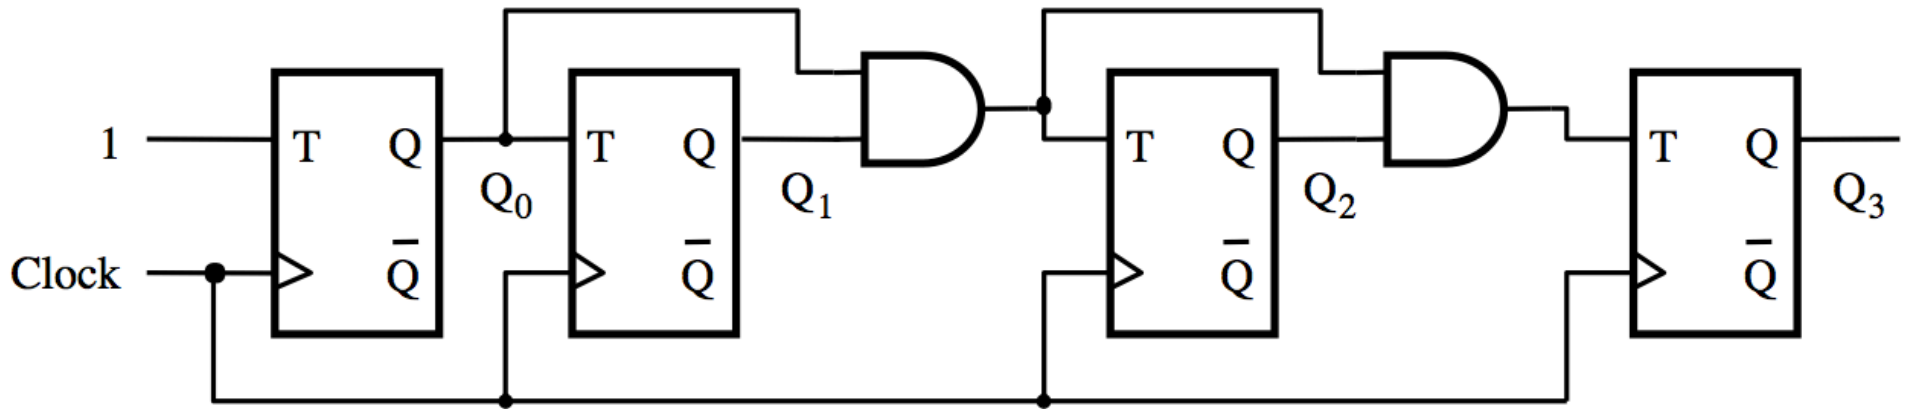 1 T Q T Q T Q T Q
Q₀ Q₁ Q₂ Q₃
Clock Q̅ Q̅ Q̅ Q̅